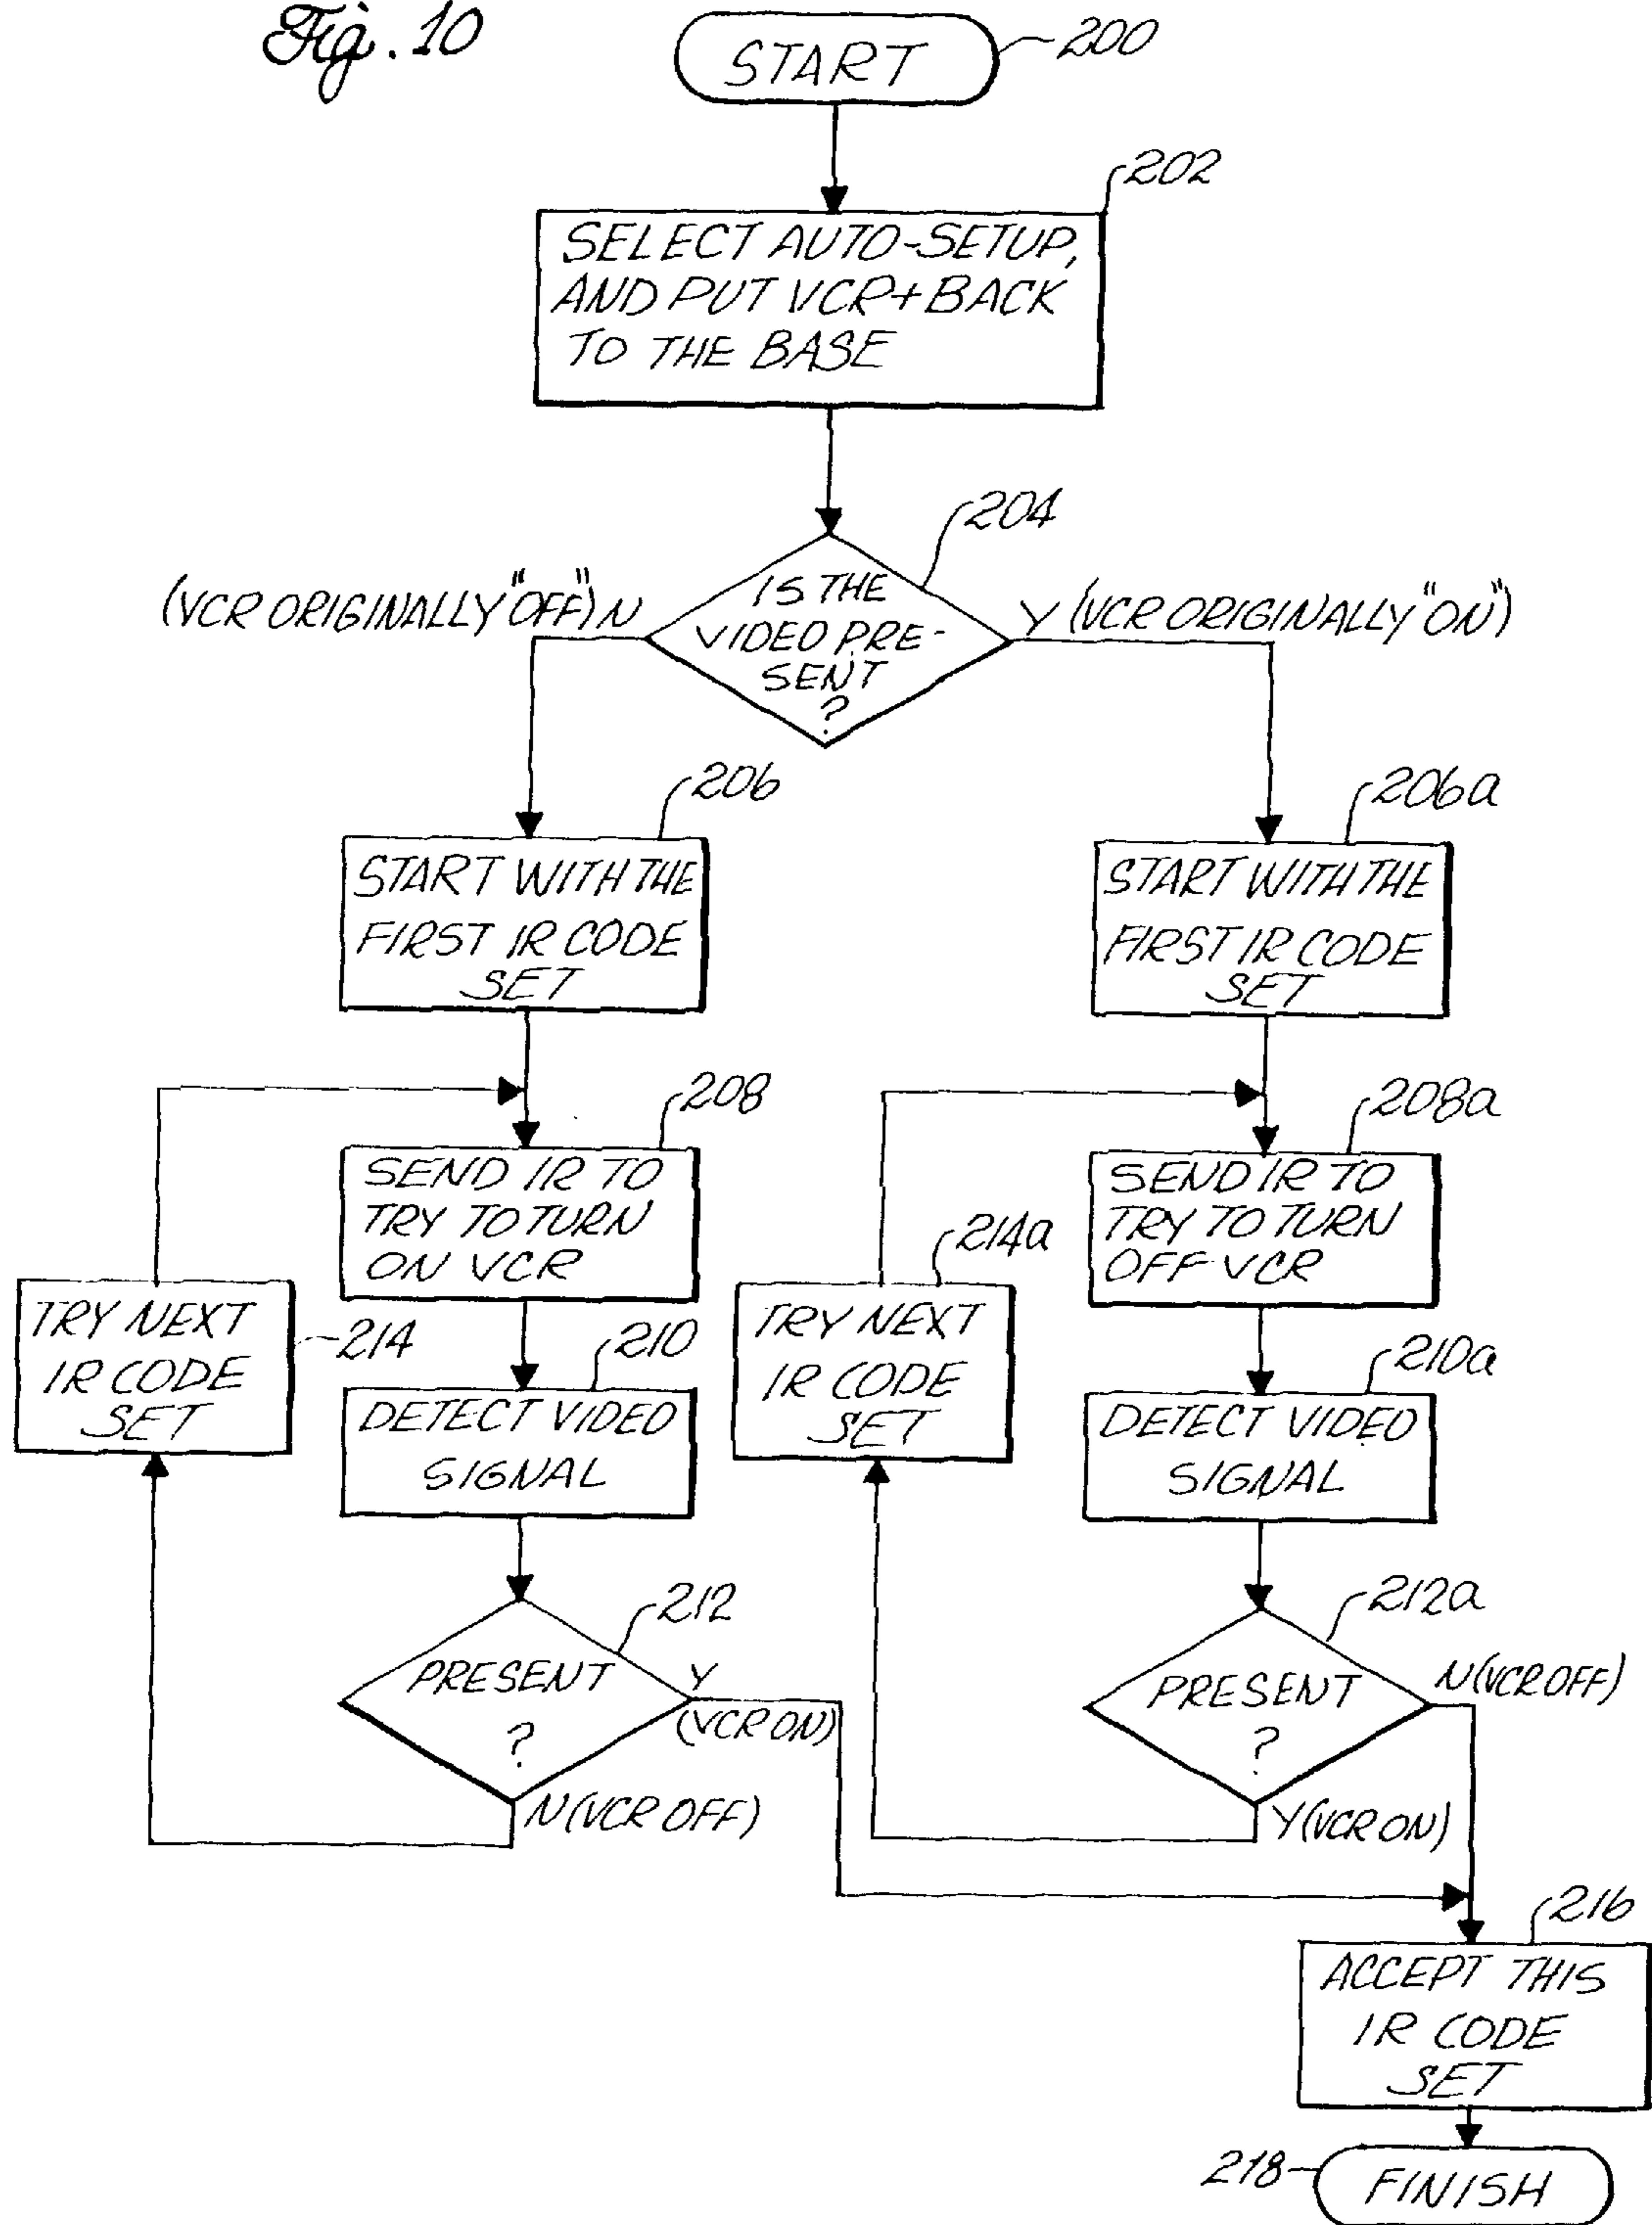 Fig. 10
START
200
202
SELECT AUTO-SETUP,
AND PUT VCR+ BACK
TO THE BASE
204
(VCR ORIGINALLY "OFF") N
IS THE
VIDEO PRE-
SENT
?
Y (VCR ORIGINALLY "ON")
206
START WITH THE
FIRST IR CODE
SET
206a
START WITH THE
FIRST IR CODE
SET
208
SEND IR TO
TRY TO TURN
ON VCR
208a
SEND IR TO
TRY TO TURN
OFF VCR
TRY NEXT
IR CODE
SET
214
214a
TRY NEXT
IR CODE
SET
210
DETECT VIDEO
SIGNAL
210a
DETECT VIDEO
SIGNAL
212
PRESENT
?
Y
(VCR ON)
N (VCR OFF)
212a
PRESENT
?
N (VCR OFF)
Y (VCR ON)
216
ACCEPT THIS
IR CODE
SET
218
FINISH